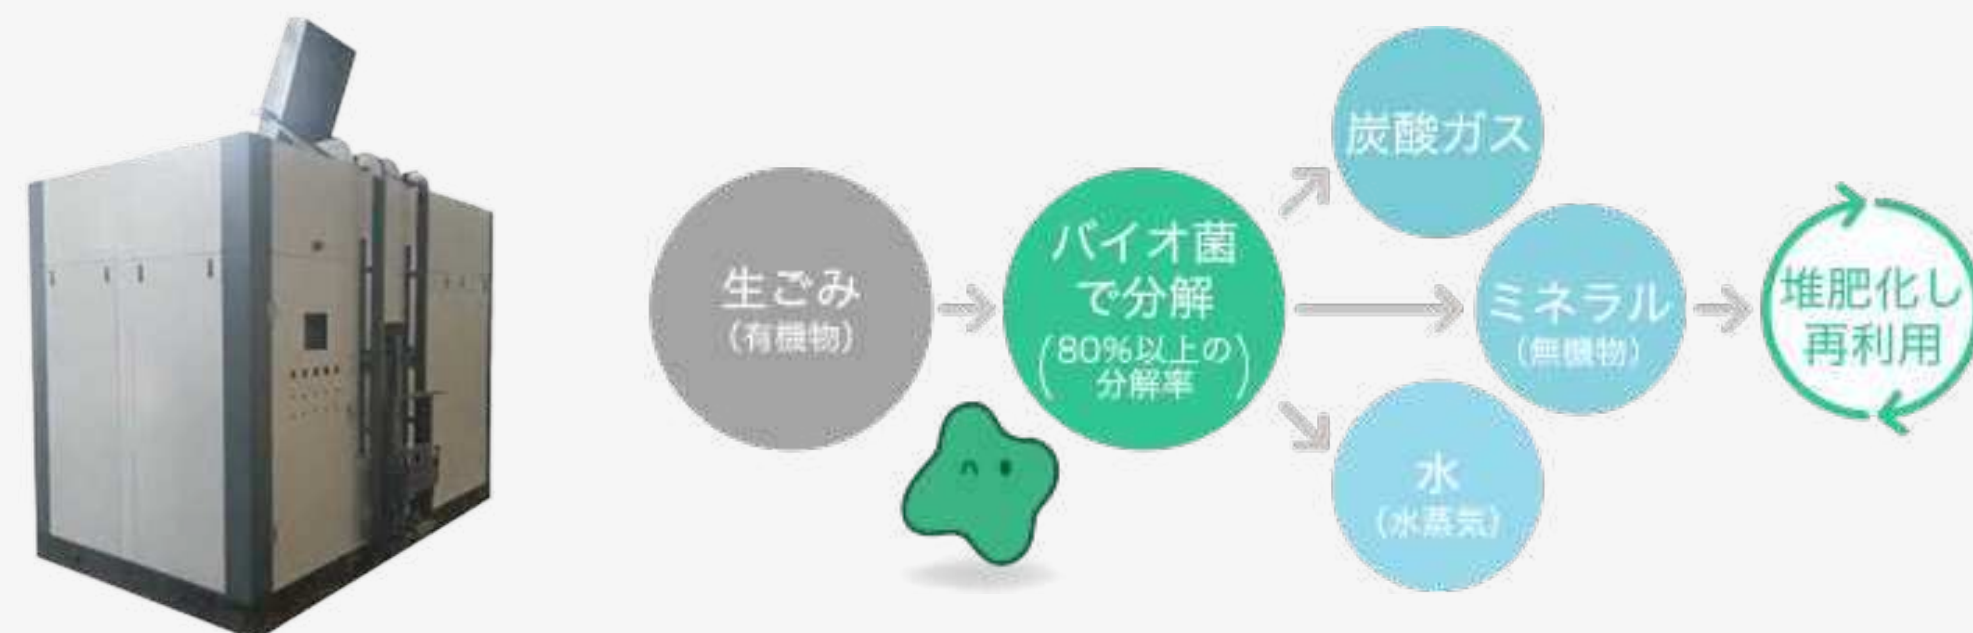 生ごみ
(有機物)
バイオ菌
で分解
(80%以上の
分解率)
炭酸ガス
ミネラル
(無機物)
水
(水蒸気)
堆肥化し
再利用